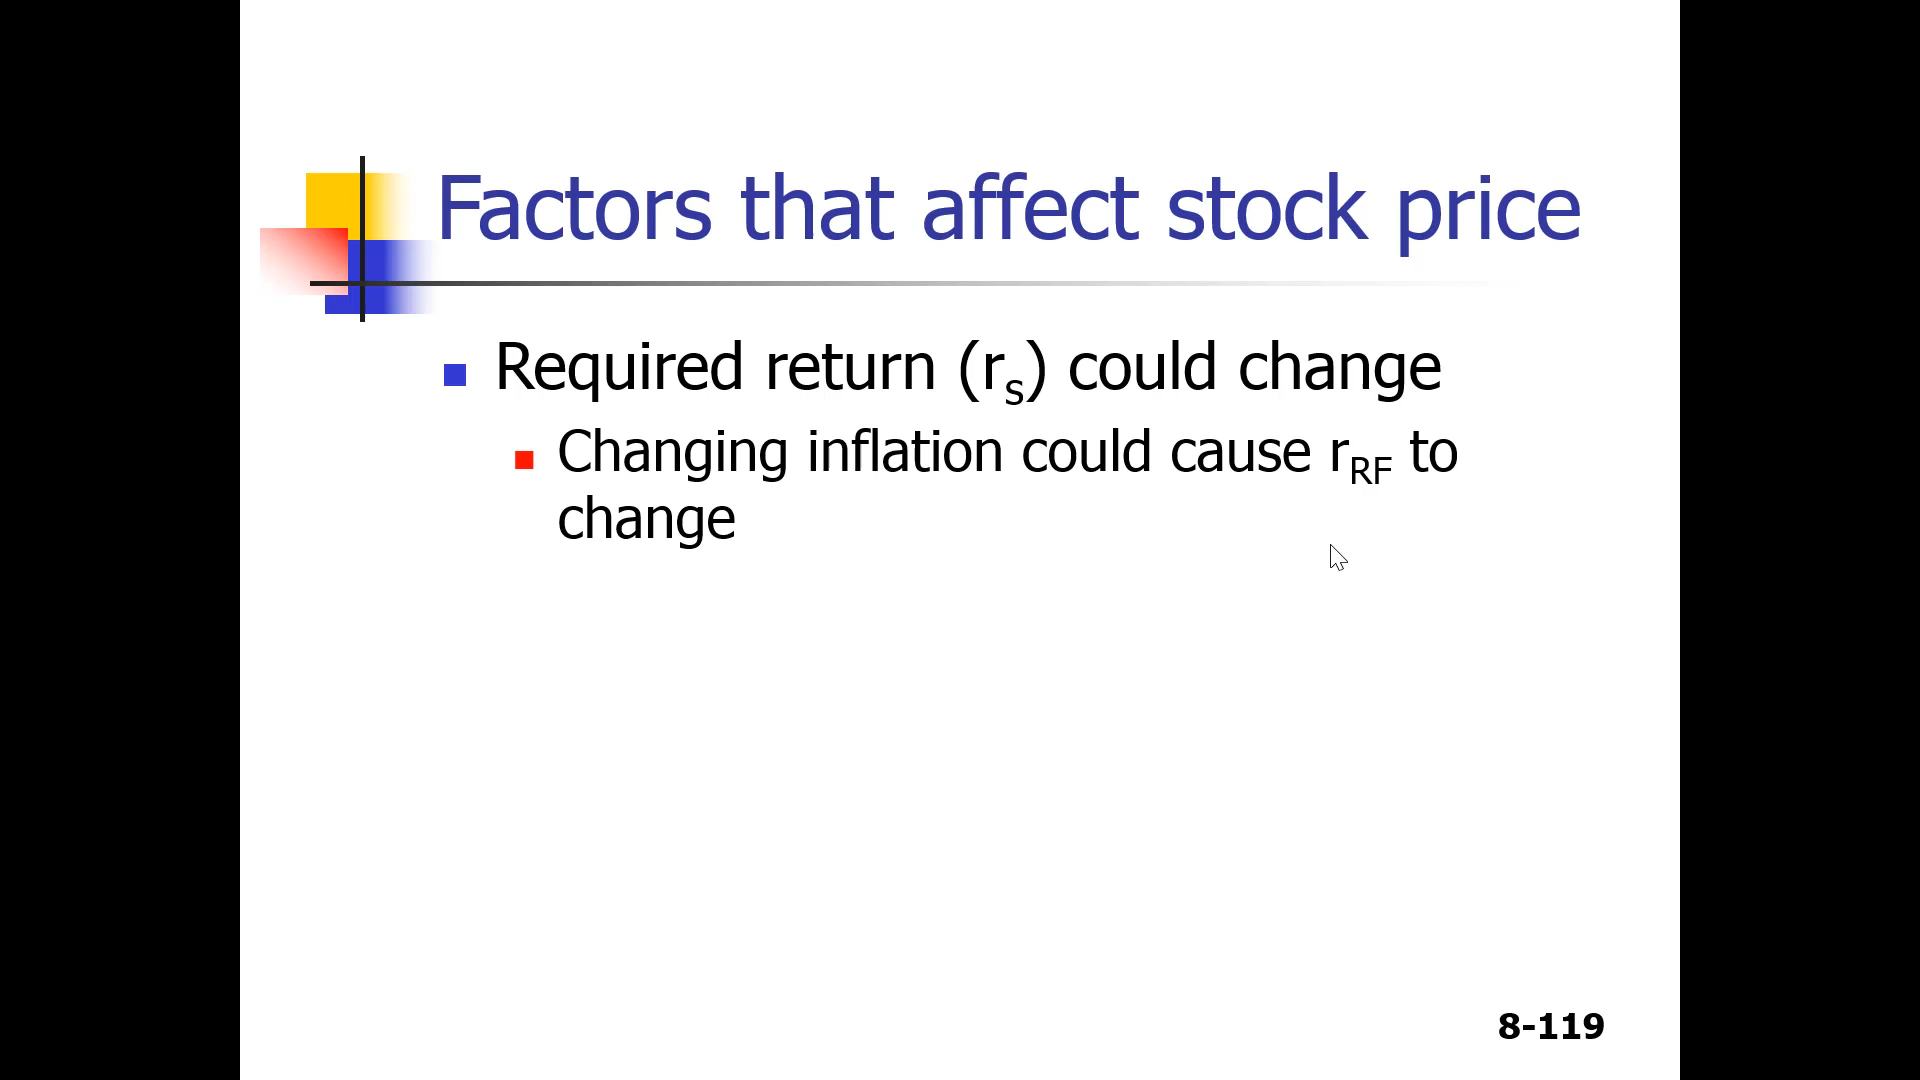 Factors that affect stock price
Required return (rs) could change
Changing inflation could cause rRF to
change
8-119